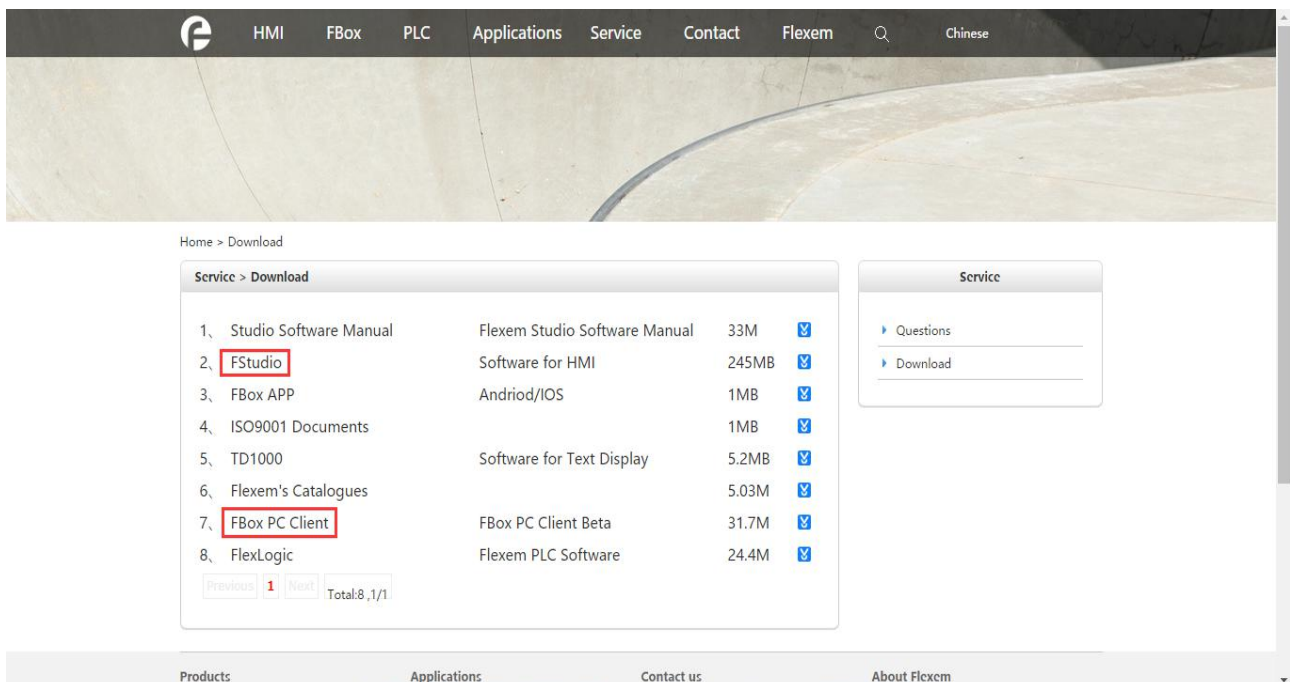 HMI FBox PLC Applications Service Contact Flexem Chinese
Home > Download
Service > Download
1、 Studio Software Manual Flexem Studio Software Manual 33M
2、 FStudio Software for HMI 245MB
3、 FBox APP Andriod/IOS 1MB
4、 ISO9001 Documents 1MB
5、 TD1000 Software for Text Display 5.2MB
6、 Flexem's Catalogues 5.03M
7、 FBox PC Client FBox PC Client Beta 31.7M
8、 FlexLogic Flexem PLC Software 24.4M
Previous 1 Next Total:8 ,1/1
Service
Questions
Download
Products Applications Contact us About Flexem